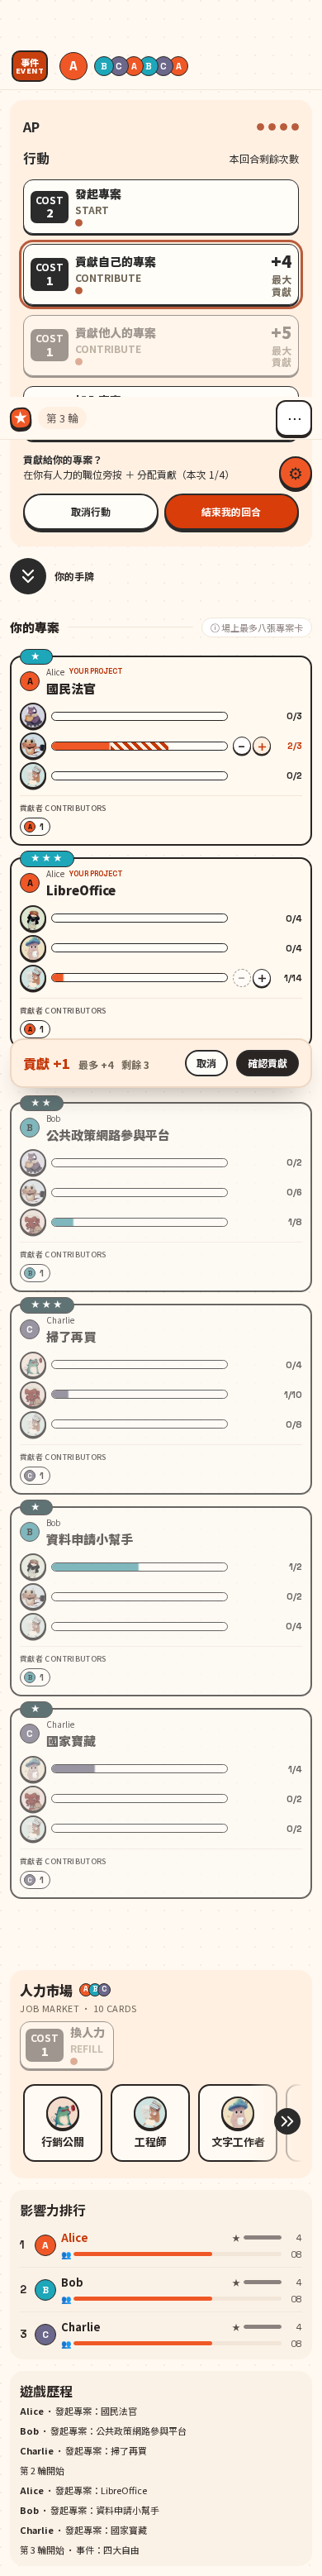 事件
EVENT
A
B C A B C A
AP
行動
本回合剩餘次數
COST
2
發起專案
START
COST
1
貢獻自己的專案
CONTRIBUTE
+4
最大
貢獻
COST
1
貢獻他人的專案
CONTRIBUTE
+5
最大
貢獻
第 3 輪
貢獻給你的專案？
在你有人力的職位旁按 ＋ 分配貢獻（本次 1/4）
取消行動
結束我的回合
你的手牌
你的專案
場上最多八張專案卡
★
A
Alice YOUR PROJECT
國民法官
0/3
2/3
0/2
貢獻者 CONTRIBUTORS
A 1
★ ★ ★
A
Alice YOUR PROJECT
LibreOffice
0/4
0/4
1/14
貢獻者 CONTRIBUTORS
A 1
貢獻 +1 最多 +4 剩餘 3
取消
確認貢獻
★ ★
B
Bob
公共政策網路參與平台
0/2
0/6
1/8
貢獻者 CONTRIBUTORS
B 1
★ ★ ★
C
Charlie
掃了再買
0/4
1/10
0/8
貢獻者 CONTRIBUTORS
C 1
★
B
Bob
資料申請小幫手
1/2
0/2
0/4
貢獻者 CONTRIBUTORS
B 1
★
C
Charlie
國家寶藏
1/4
0/2
0/2
貢獻者 CONTRIBUTORS
C 1
人力市場 A B C
JOB MARKET · 10 CARDS
COST
1
換人力
REFILL
行銷公關
工程師
文字工作者
影響力排行
1 A Alice ★ 4
08
2 B Bob ★ 4
08
3 C Charlie ★ 4
08
遊戲歷程
Alice · 發起專案：國民法官
Bob · 發起專案：公共政策網路參與平台
Charlie · 發起專案：掃了再買
第 2 輪開始
Alice · 發起專案：LibreOffice
Bob · 發起專案：資料申請小幫手
Charlie · 發起專案：國家寶藏
第 3 輪開始 · 事件：四大自由